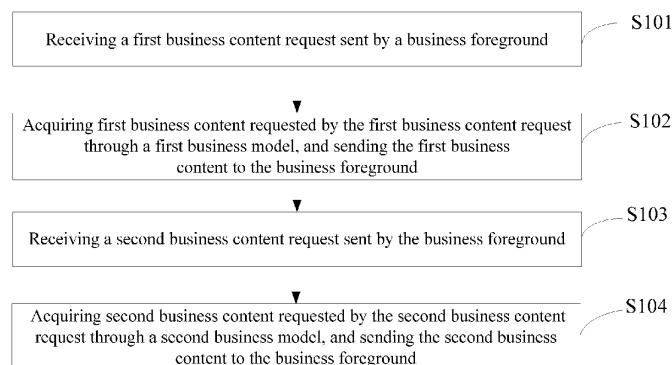 Receiving a first business content request sent by a business foreground
S101
Acquiring first business content requested by the first business content request
through a first business model, and sending the first business
content to the business foreground
S102
Receiving a second business content request sent by the business foreground
S103
Acquiring second business content requested by the second business content
request through a second business model, and sending the second business
content to the business foreground
S104